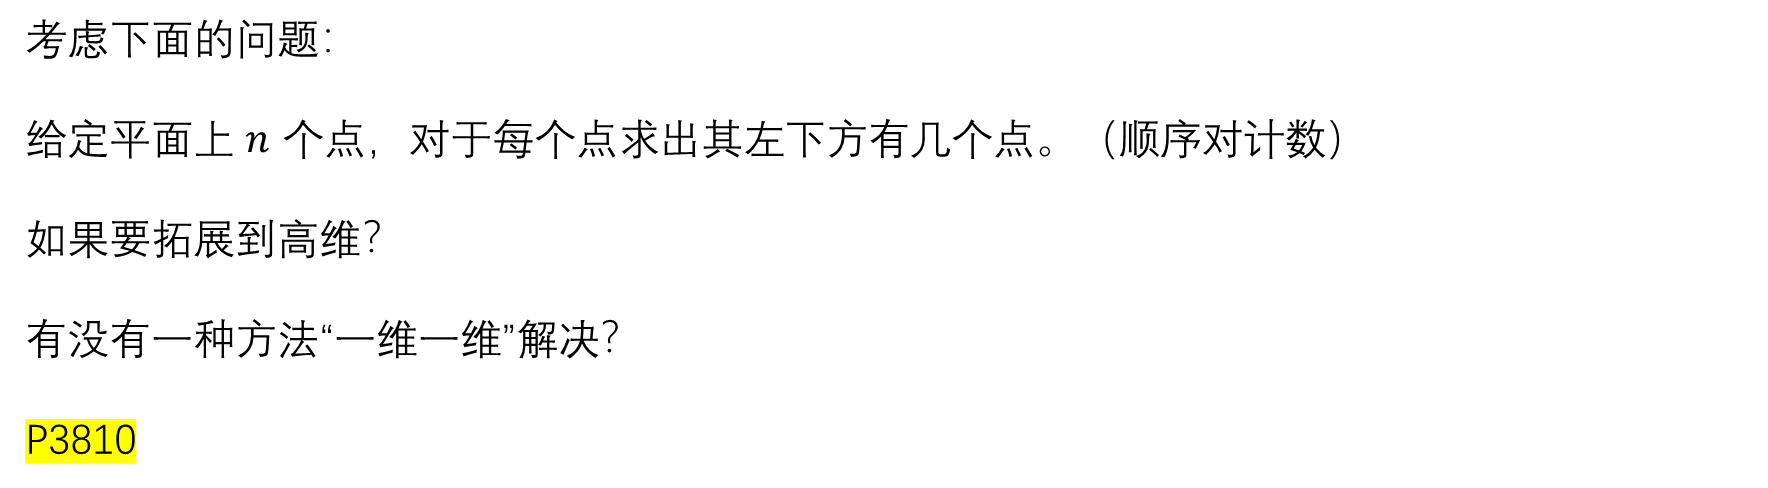 考虑下面的问题：
给定平面上 n 个点，对于每个点求出其左下方有几个点。（顺序对计数）
如果要拓展到高维？
有没有一种方法“一维一维”解决？
P3810